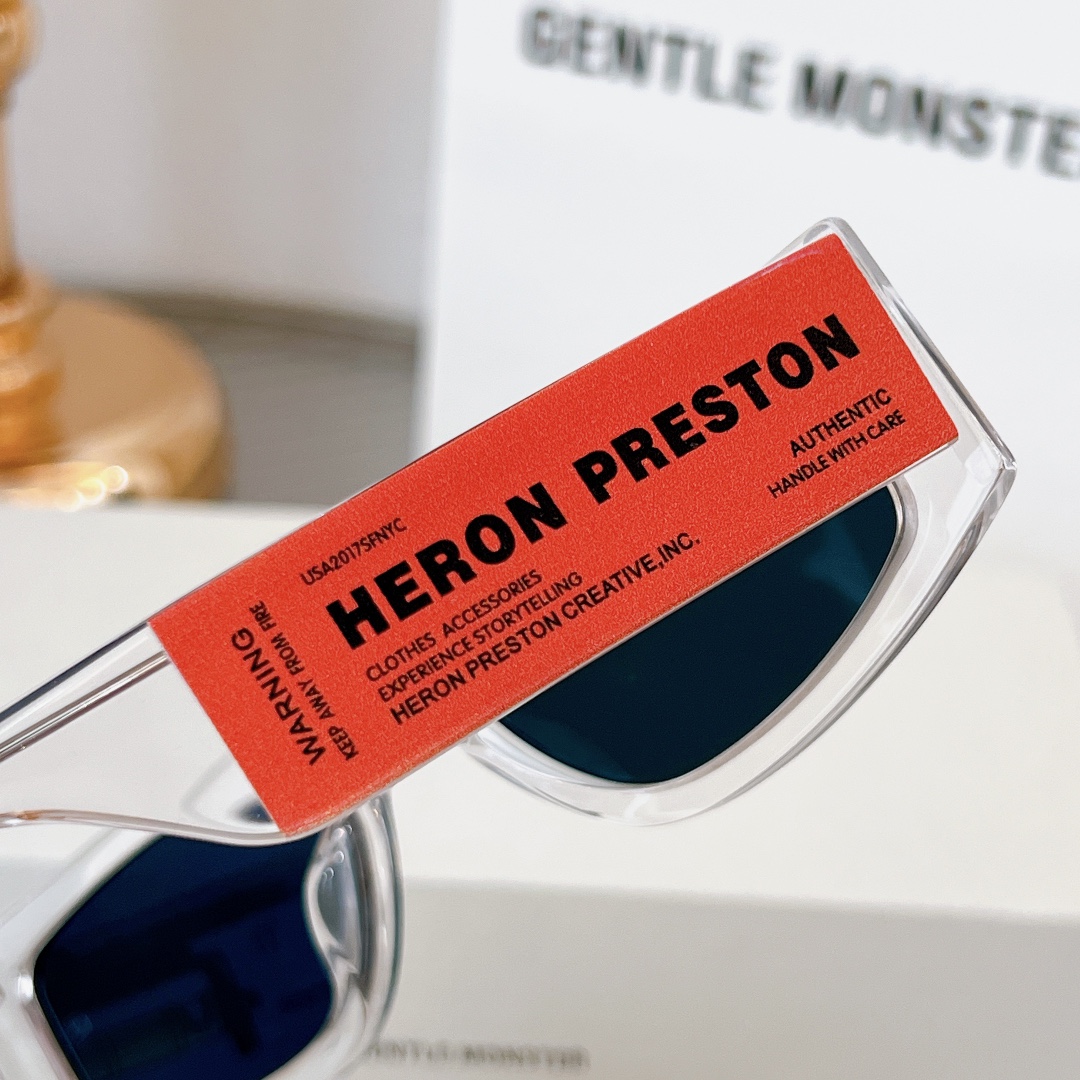 GENTLE MONSTE
USA2017SFNYC
HERON PRESTON
CLOTHES ACCESSORIES
EXPERIENCE STORYTELLING
HERON PRESTON CREATIVE,INC.
AUTHENTIC
HANDLE WITH CARE
WARNING
KEEP AWAY FROM FIRE
GENTLE MONSTER